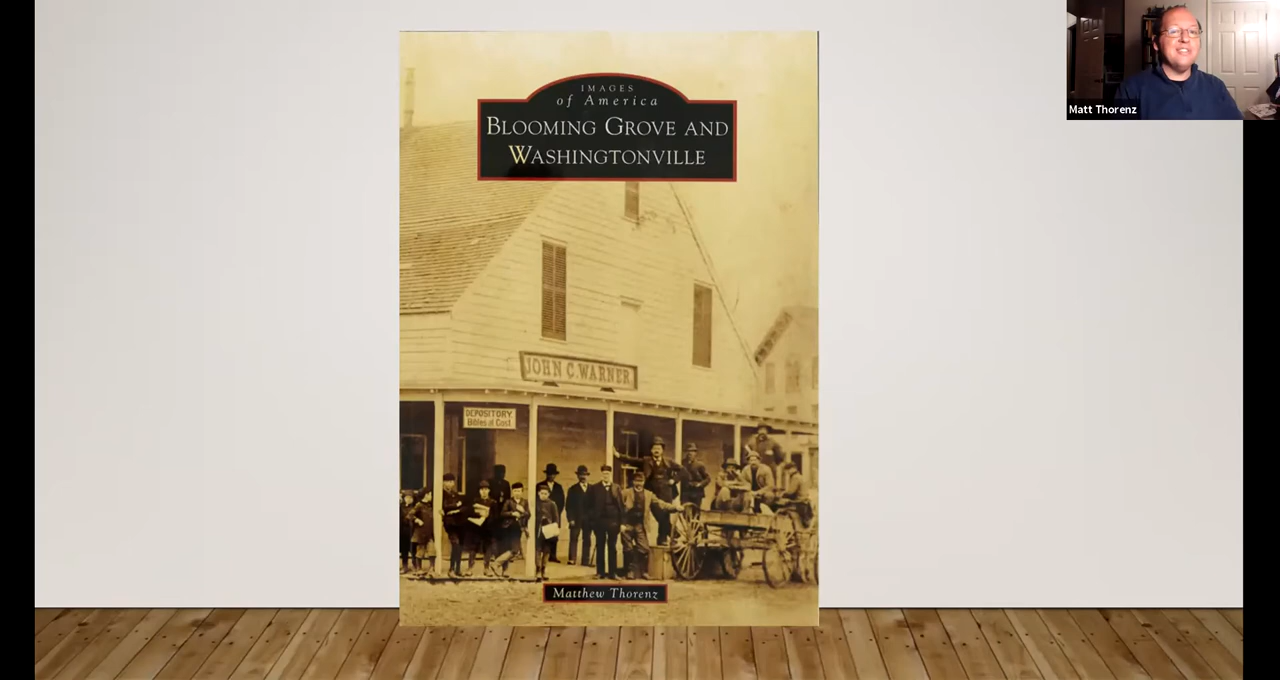 IMAGES
of America
BLOOMING GROVE AND
WASHINGTONVILLE
JOHN C. WARNER
DEPOSITORY
Bibles at Cost
Matthew Thorenz
Matt Thorenz